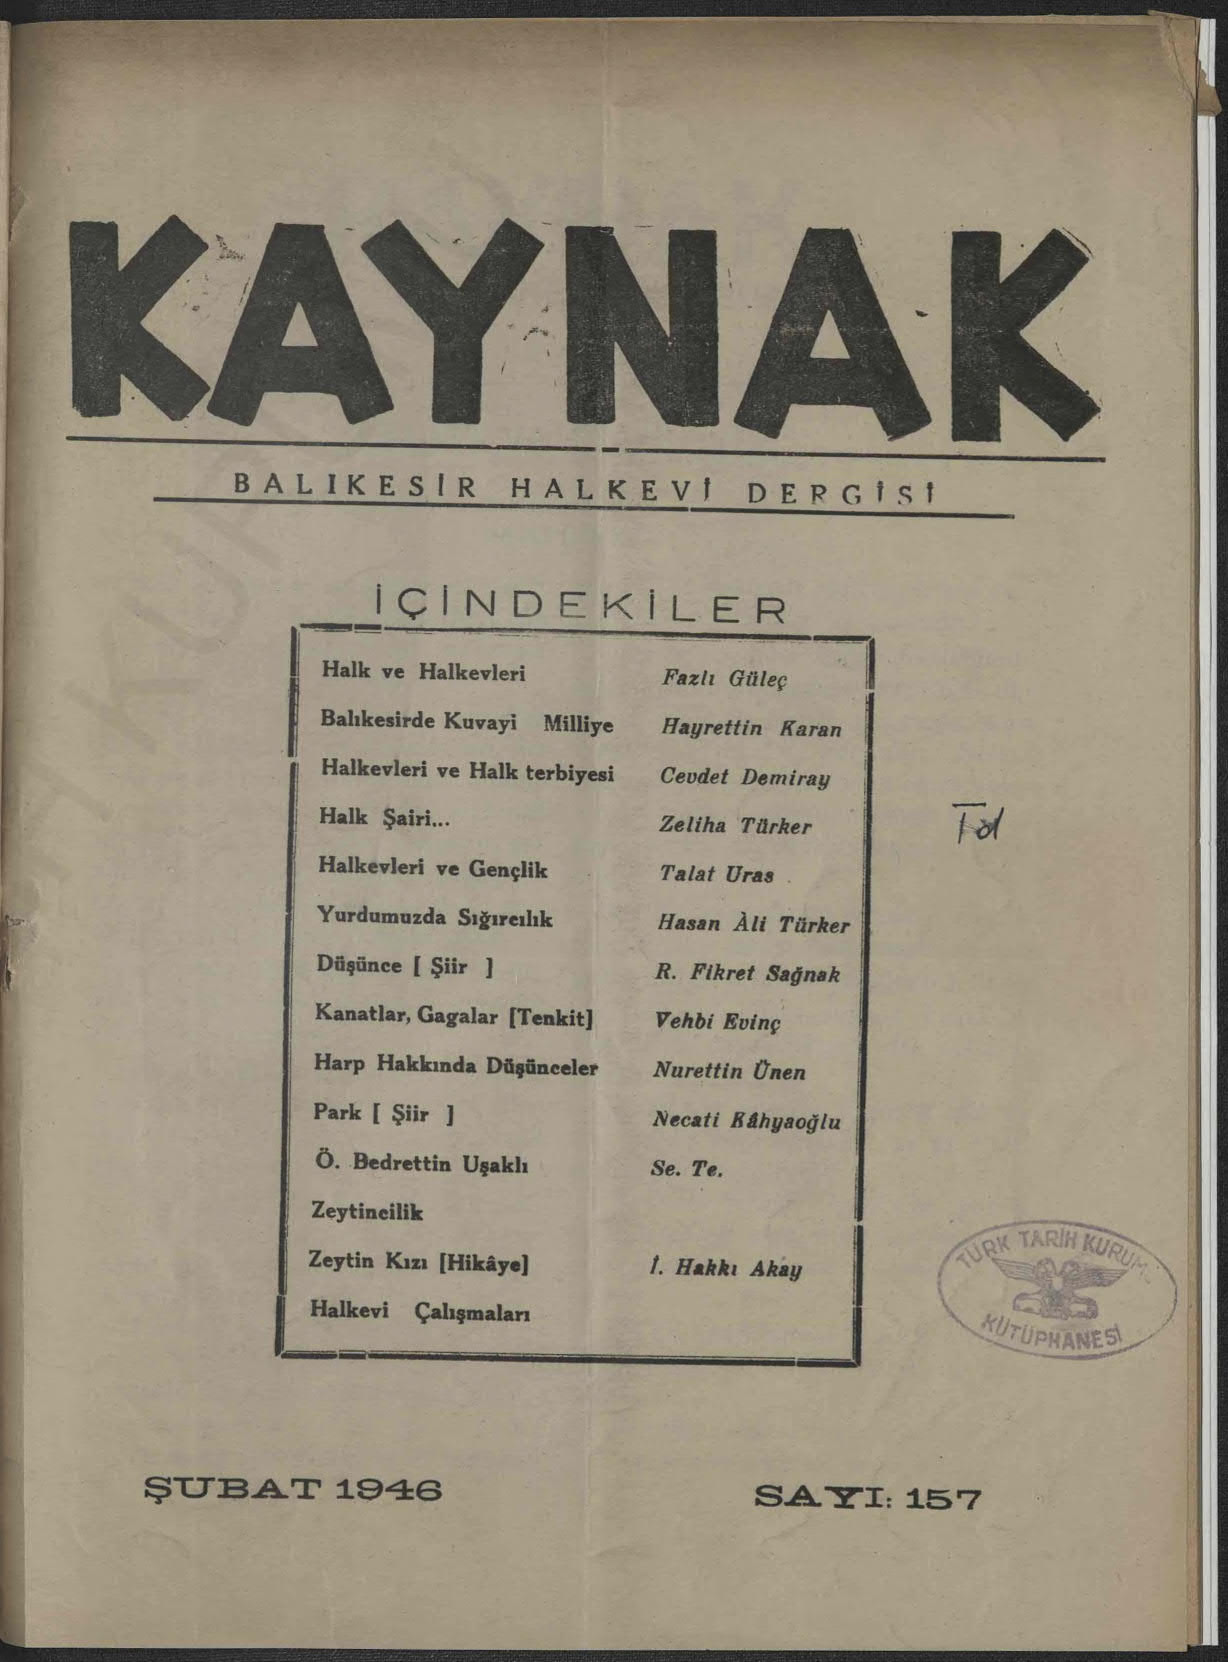 KAYNAK
BALIKESİR HALKEVİ DERGİSİ
İÇİNDEKİLER
Halk ve Halkevleri Fazlı Güleç
Balıkesirde Kuvayi Milliye Hayrettin Karan
Halkevleri ve Halk terbiyesi Cevdet Demiray
Halk Şairi... Zeliha Türker
Halkevleri ve Gençlik Talat Uras
Yurdumuzda Sığırcılık Hasan Àli Türker
Düşünce [ Şiir ] R. Fikret Sağnak
Kanatlar, Gagalar [Tenkit] Vehbi Evinç
Harp Hakkında Düşünceler Nurettin Ünen
Park [ Şiir ] Necati Kâhyaoğlu
Ö. Bedrettin Uşaklı Se. Te.
Zeytincilik
Zeytin Kızı [Hikâye] İ. Hakkı Akay
Halkevi Çalışmaları
TÜRK TARİH KURUMU
KÜTÜPHANESİ
ŞUBAT 1946 SAYI: 157